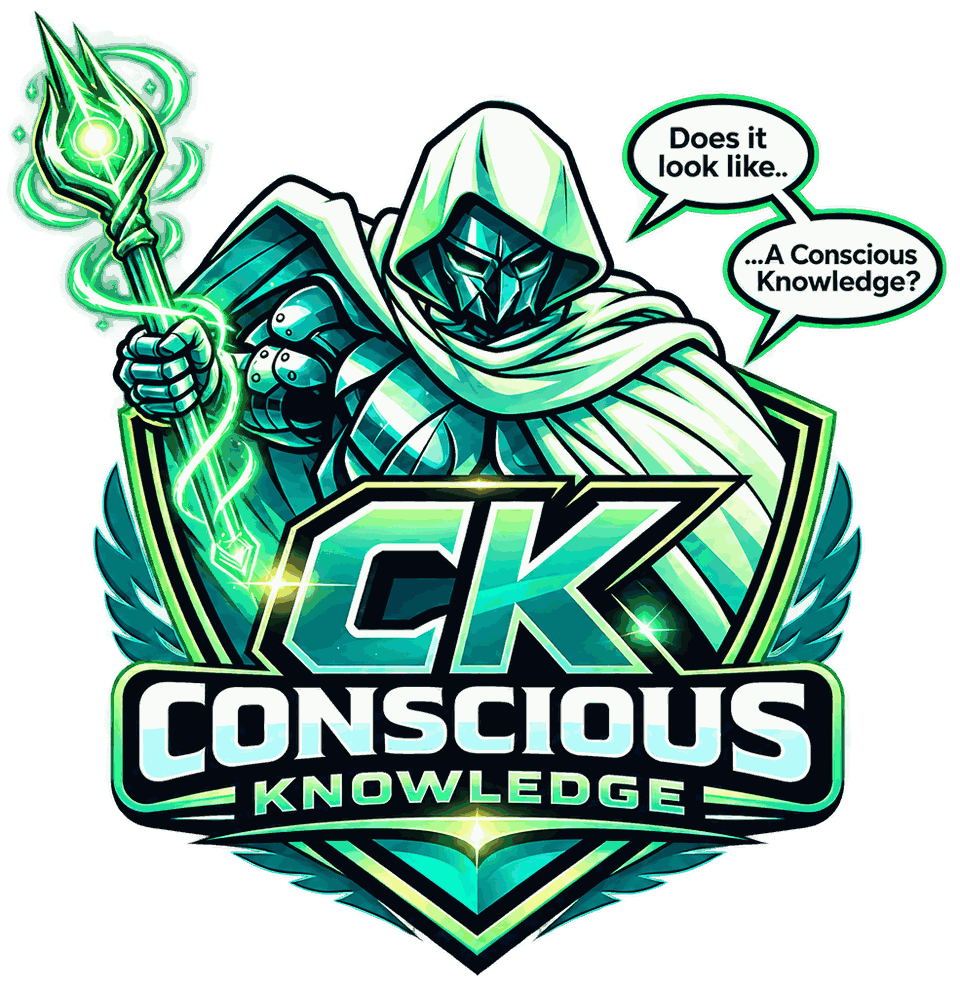 Does it
look like..
...A Conscious
Knowledge?
CK
CONSCIOUS
KNOWLEDGE